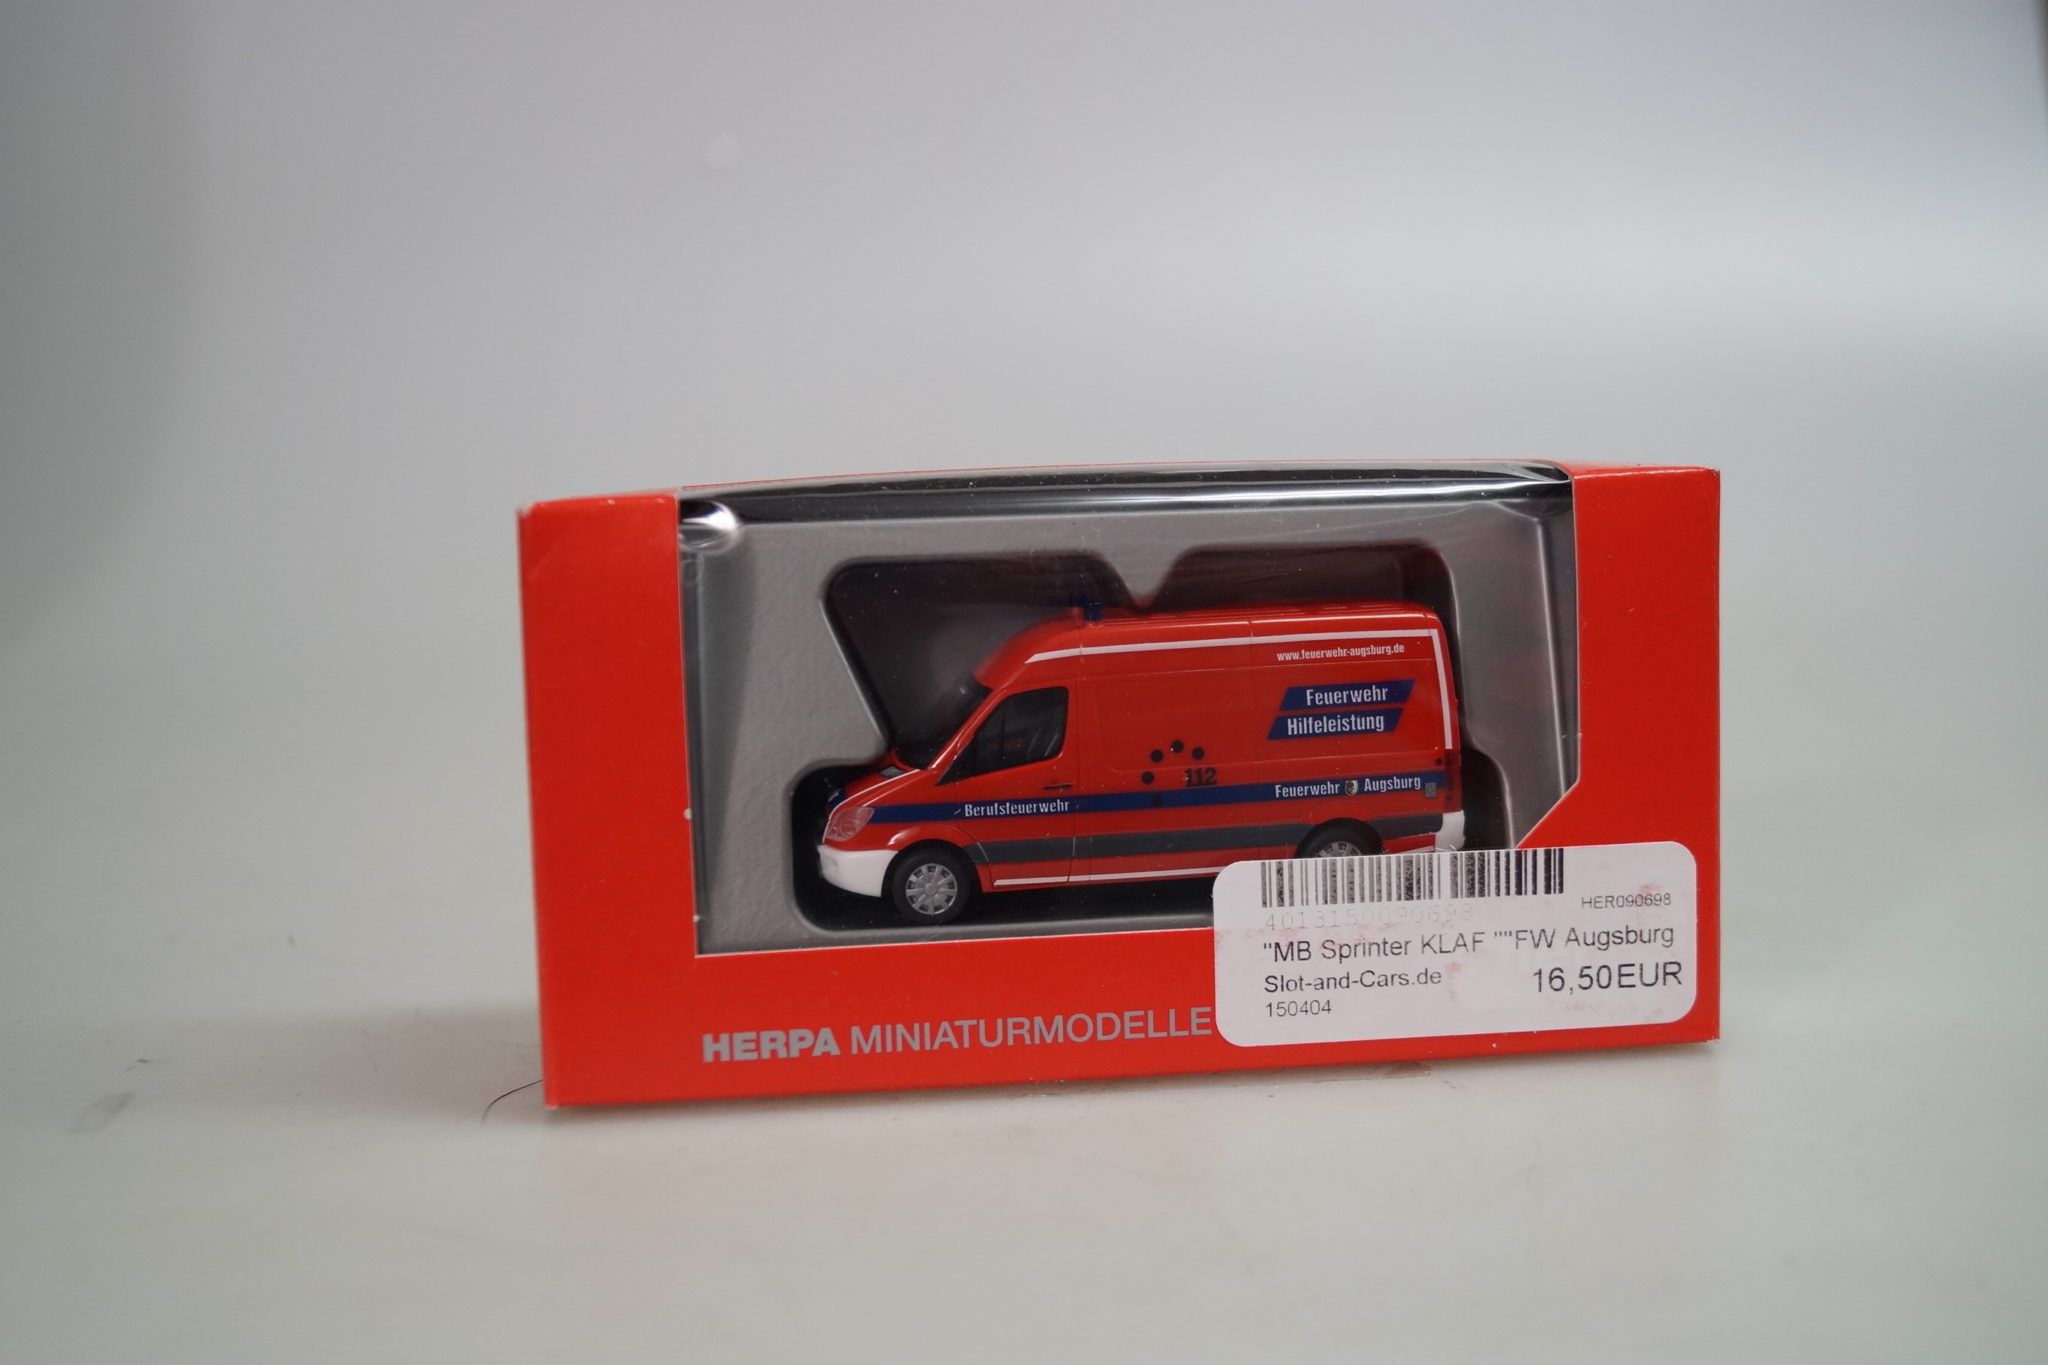 www.feuerwehr-augsburg.de
Feuerwehr
Hilfeleistung
112
Feuerwehr Augsburg
Berufsfeuerwehr
HER090698
4013150090698
"MB Sprinter KLAF ""FW Augsburg
Slot-and-Cars.de 16,50EUR
150404
HERPA MINIATURMODELLE